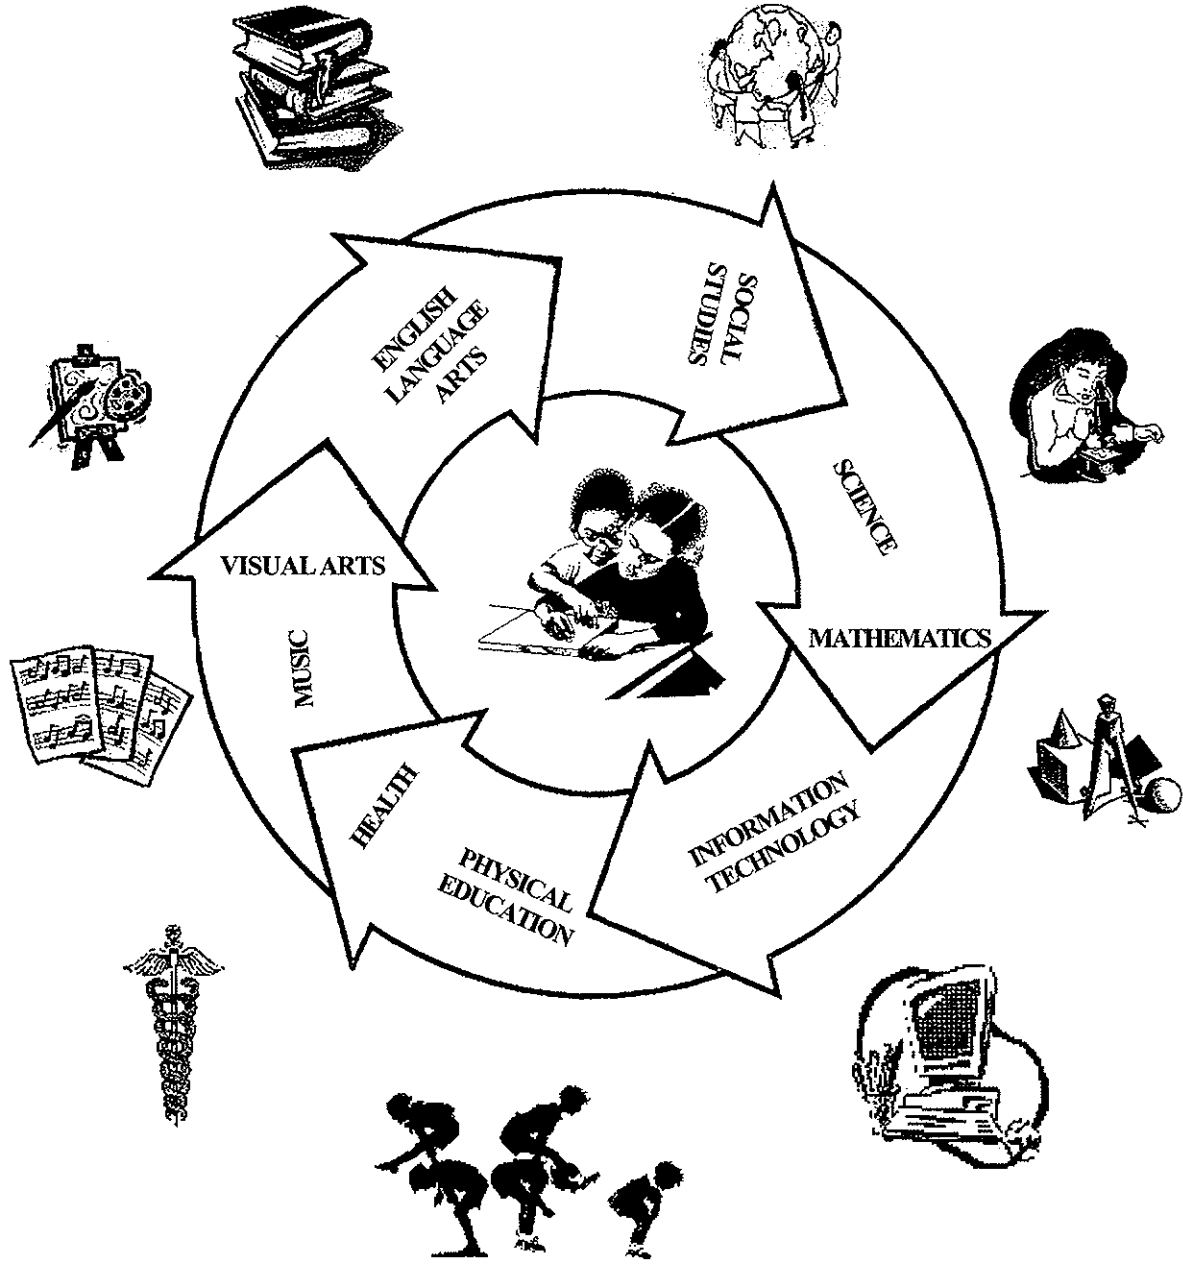 ENGLISH
LANGUAGE
ARTS
SOCIAL
STUDIES
SCIENCE
MATHEMATICS
INFORMATION
TECHNOLOGY
PHYSICAL
EDUCATION
HEALTH
MUSIC
VISUAL ARTS